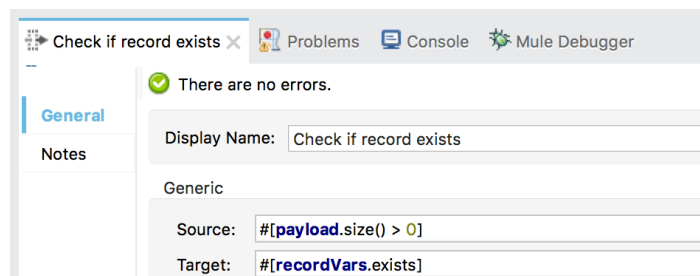 Check if record exists Problems Console Mule Debugger
There are no errors.
General
Display Name: Check if record exists
Notes
Generic
Source: #[payload.size() > 0]
Target: #[recordVars.exists]